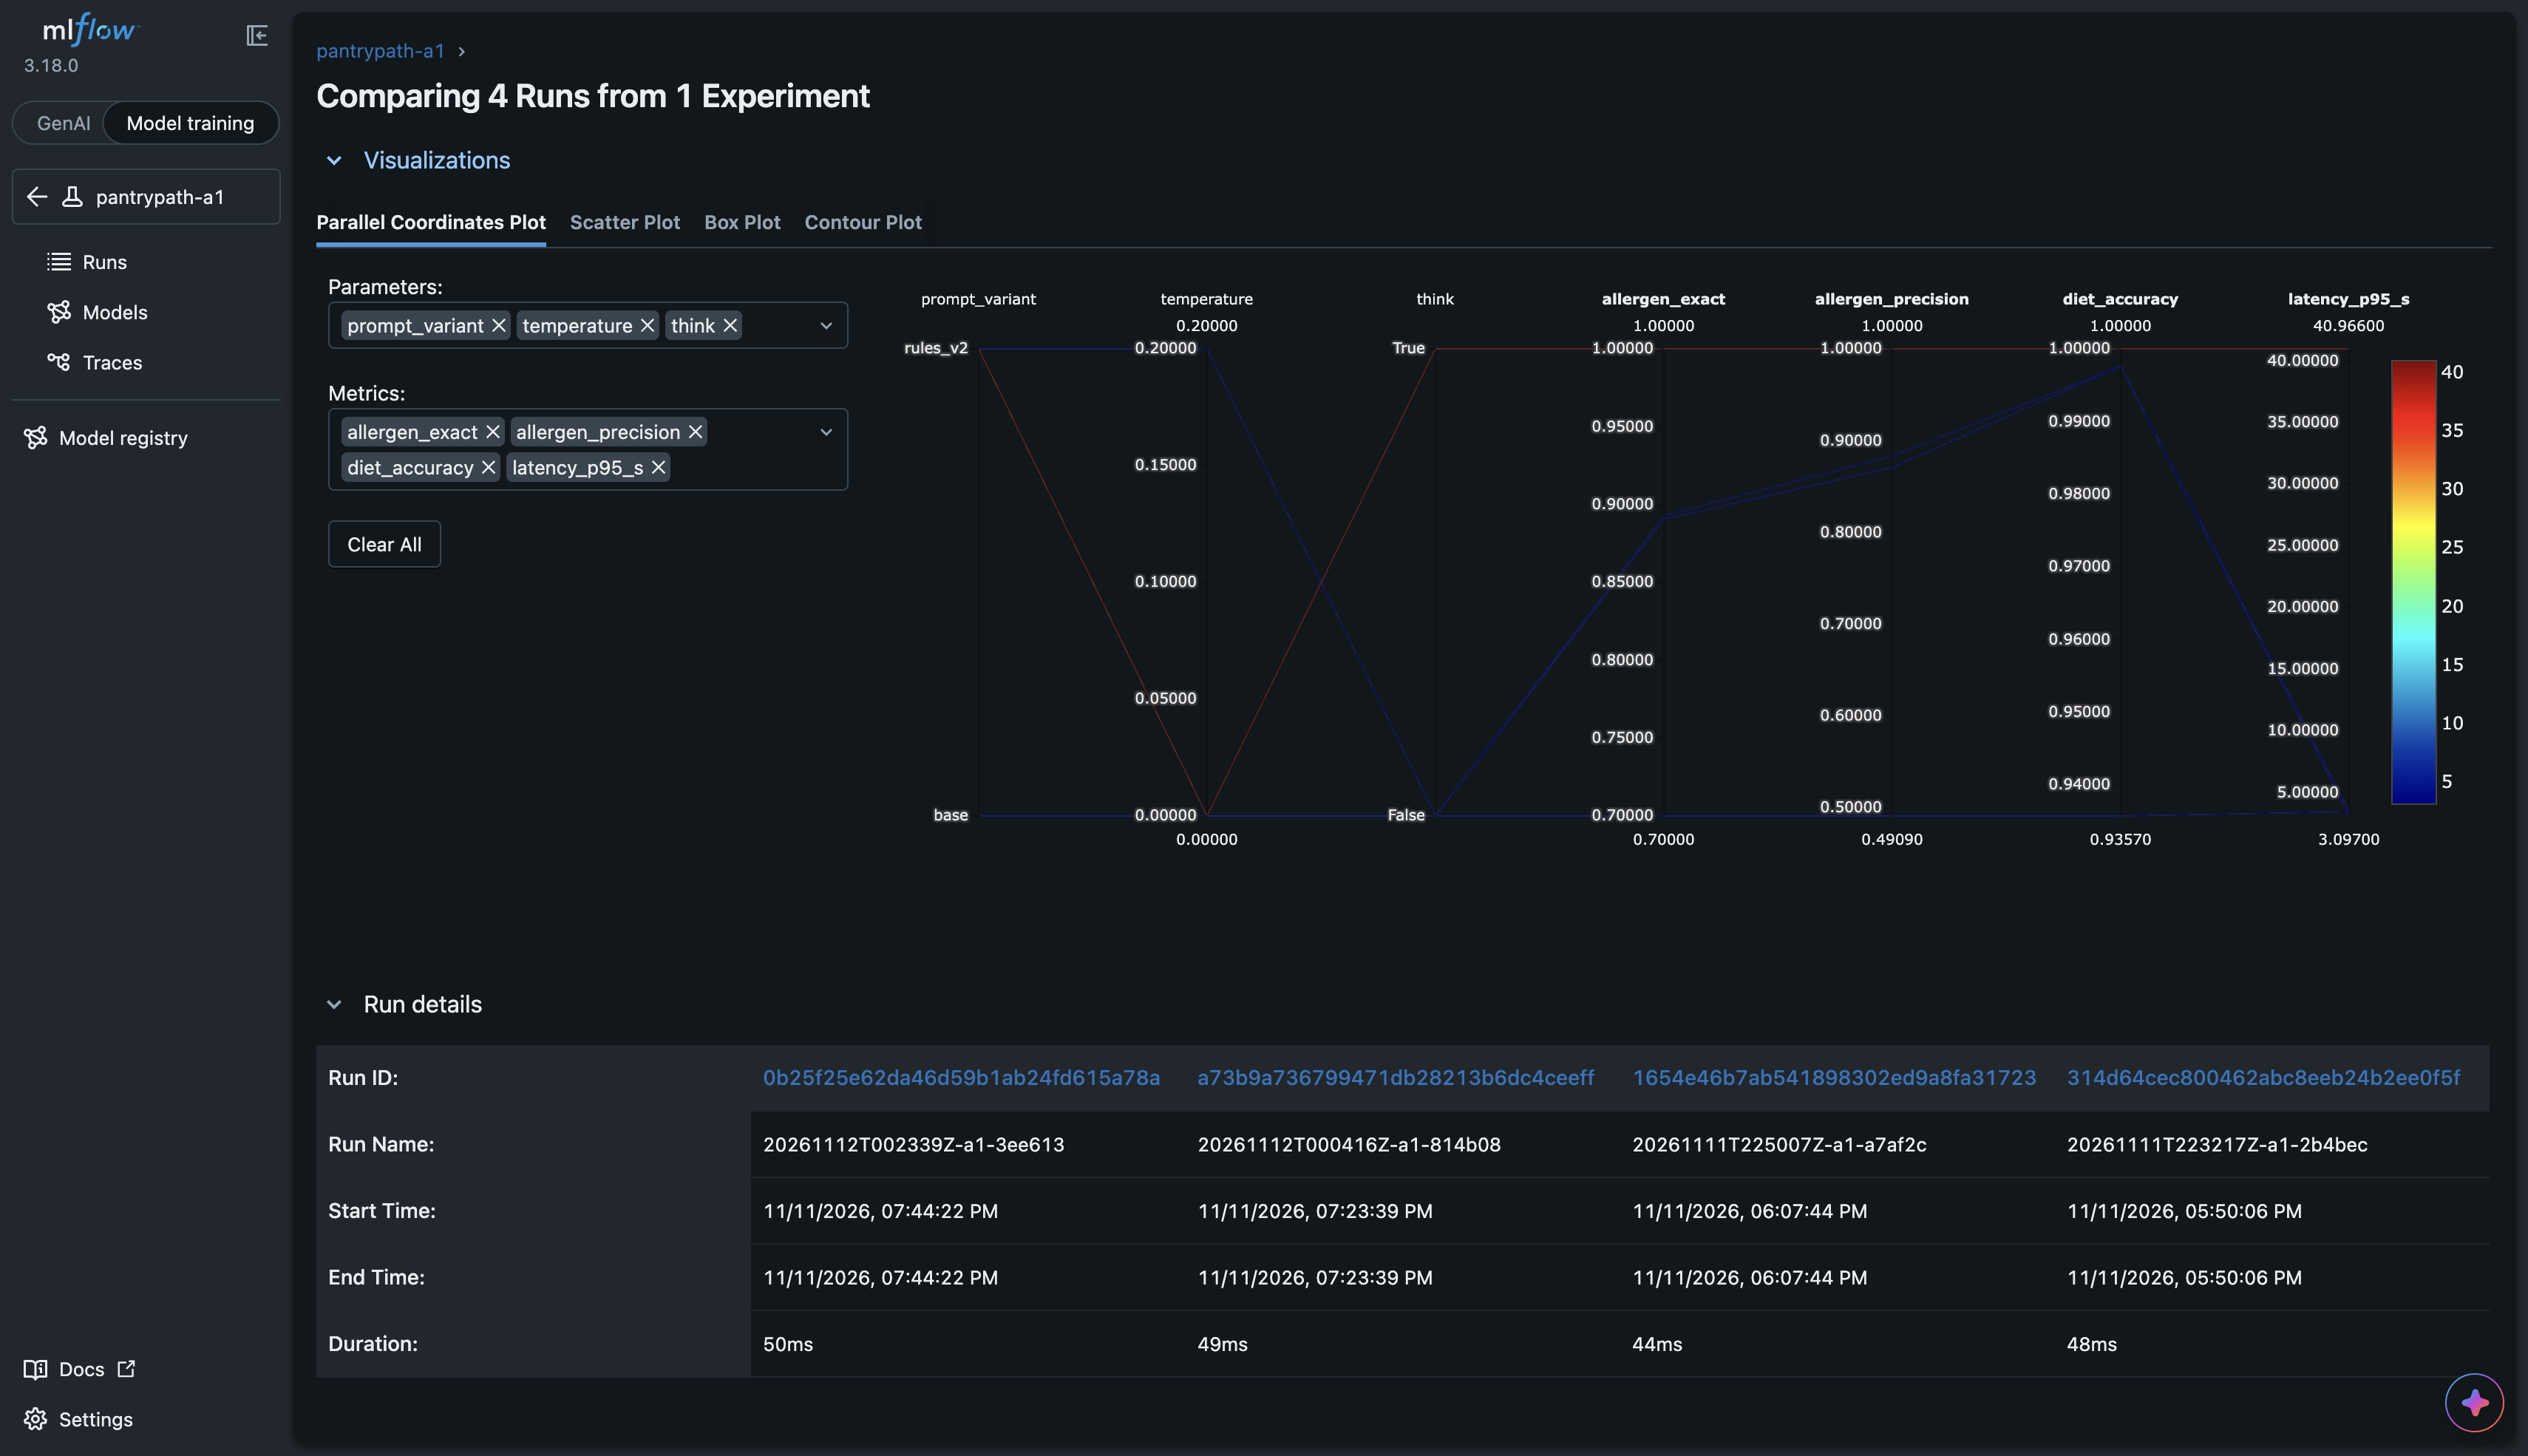 mlflow
3.18.0
GenAI
Model training
pantrypath-a1
Runs
Models
Traces
Model registry
Docs
Settings
pantrypath-a1
Comparing 4 Runs from 1 Experiment
Visualizations
Parallel Coordinates Plot Scatter Plot Box Plot Contour Plot
Parameters:
prompt_variant temperature think
Metrics:
allergen_exact allergen_precision
diet_accuracy latency_p95_s
Clear All
prompt_variant
rules_v2
base
temperature
0.20000
0.20000
0.15000
0.10000
0.05000
0.00000
0.00000
think
True
False
allergen_exact
1.00000
1.00000
0.95000
0.90000
0.85000
0.80000
0.75000
0.70000
0.70000
allergen_precision
1.00000
1.00000
0.90000
0.80000
0.70000
0.60000
0.50000
0.49090
diet_accuracy
1.00000
1.00000
0.99000
0.98000
0.97000
0.96000
0.95000
0.94000
0.93570
latency_p95_s
40.96600
40.00000
35.00000
30.00000
25.00000
20.00000
15.00000
10.00000
5.00000
3.09700
40
35
30
25
20
15
10
5
Run details
Run ID: 0b25f25e62da46d59b1ab24fd615a78a a73b9a736799471db28213b6dc4ceeff 1654e46b7ab541898302ed9a8fa31723 314d64cec800462abc8eeb24b2ee0f5f
Run Name: 20261112T002339Z-a1-3ee613 20261112T000416Z-a1-814b08 20261111T225007Z-a1-a7af2c 20261111T223217Z-a1-2b4bec
Start Time: 11/11/2026, 07:44:22 PM 11/11/2026, 07:23:39 PM 11/11/2026, 06:07:44 PM 11/11/2026, 05:50:06 PM
End Time: 11/11/2026, 07:44:22 PM 11/11/2026, 07:23:39 PM 11/11/2026, 06:07:44 PM 11/11/2026, 05:50:06 PM
Duration: 50ms 49ms 44ms 48ms